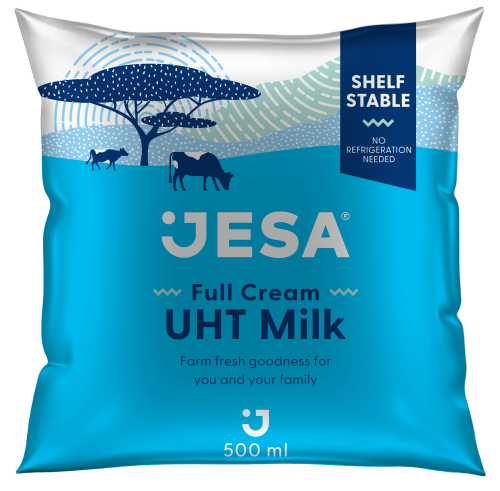 SHELF
STABLE
NO
REFRIGERATION
NEEDED
JESA®
Full Cream
UHT Milk
Farm fresh goodness for
you and your family
J
500 ml